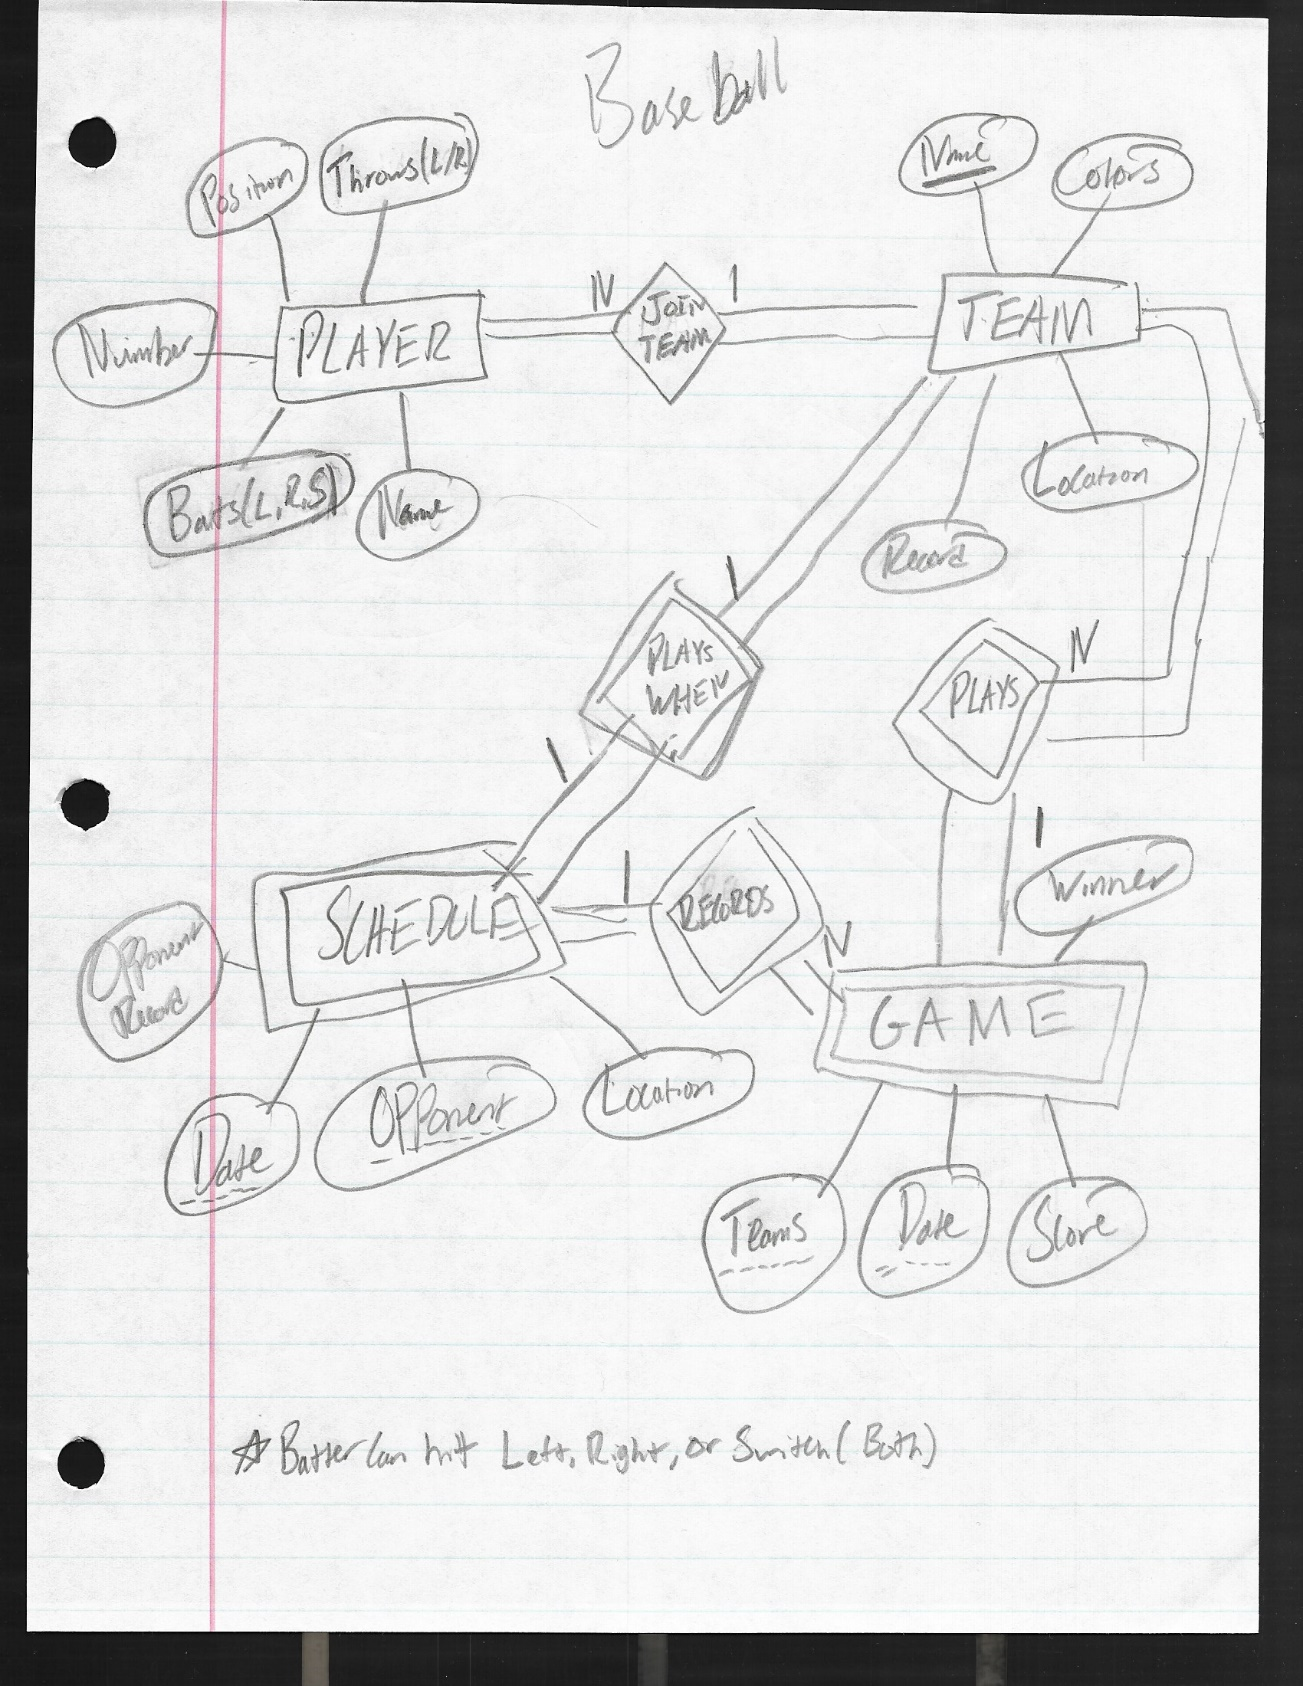 Baseball
Position
Throws(L/R)
Name
Colors
Number
PLAYER
N
JOIN
TEAM
1
TEAM
Bats(L,R,S)
Name
Location
Record
1
PLAYS
WHEN
PLAYS
N
1
1
Winner
SCHEDULE
1
RECORDS
N
GAME
Opponent
Record
Date
Opponent
Location
Teams
Date
Score
☆ Batter Can hit Left, Right, or Switch (Both)